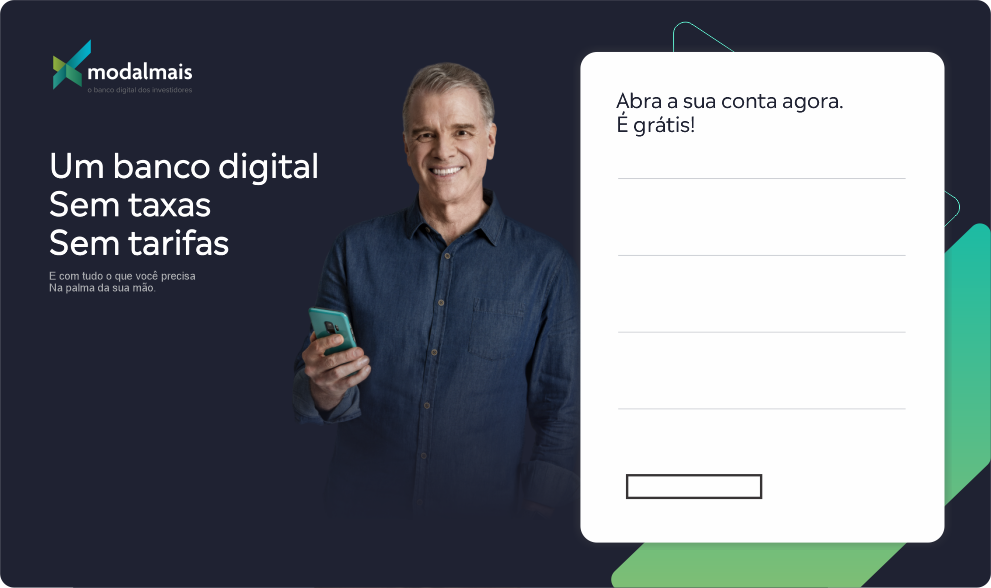 modalmais
o banco digital dos investidores
Um banco digital
Sem taxas
Sem tarifas
E com tudo o que você precisa
Na palma da sua mão.
Abra a sua conta agora.
É grátis!